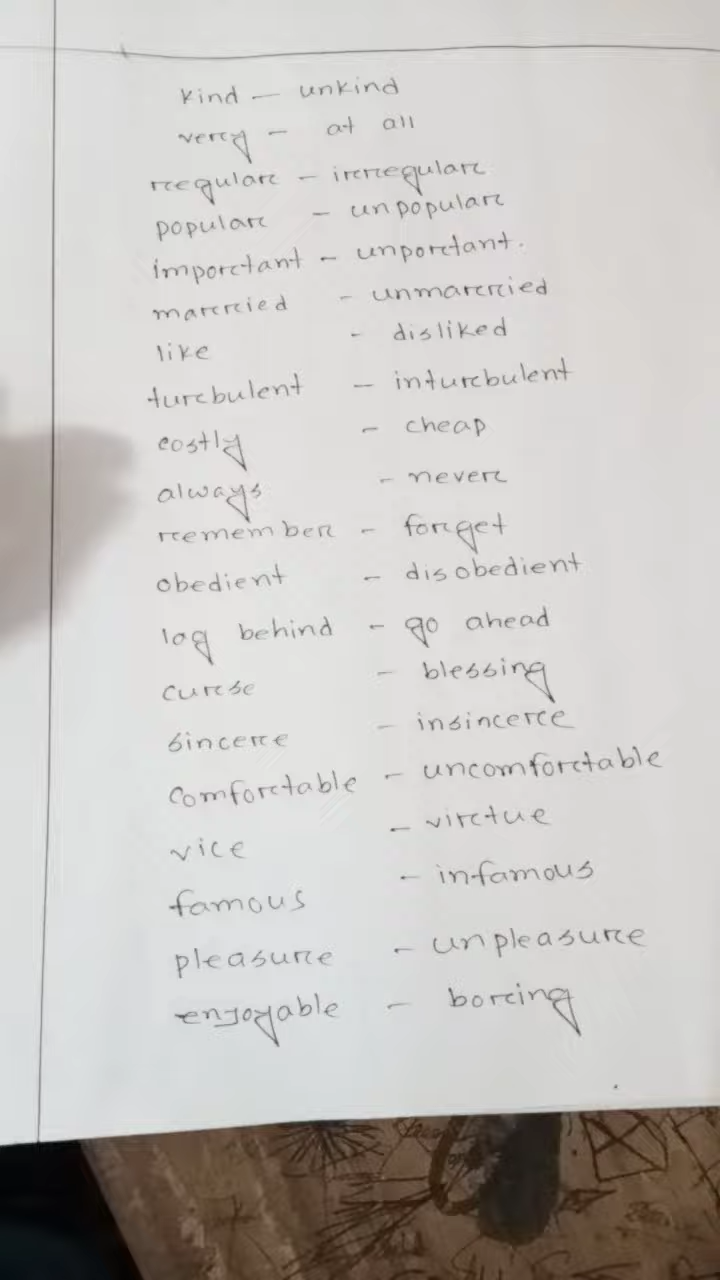 kind - unkind
very - at all
regular - irregular
popular - unpopular
important - unportant.
married - unmarried
like - disliked
turbulent - inturbulent
costly - cheap
always - never
remember - forget
obedient - disobedient
lag behind - go ahead
curse - blessing
sincere - insincere
comfortable - uncomfortable
vice - virtue
famous - infamous
pleasure - unpleasure
enjoyable - boring